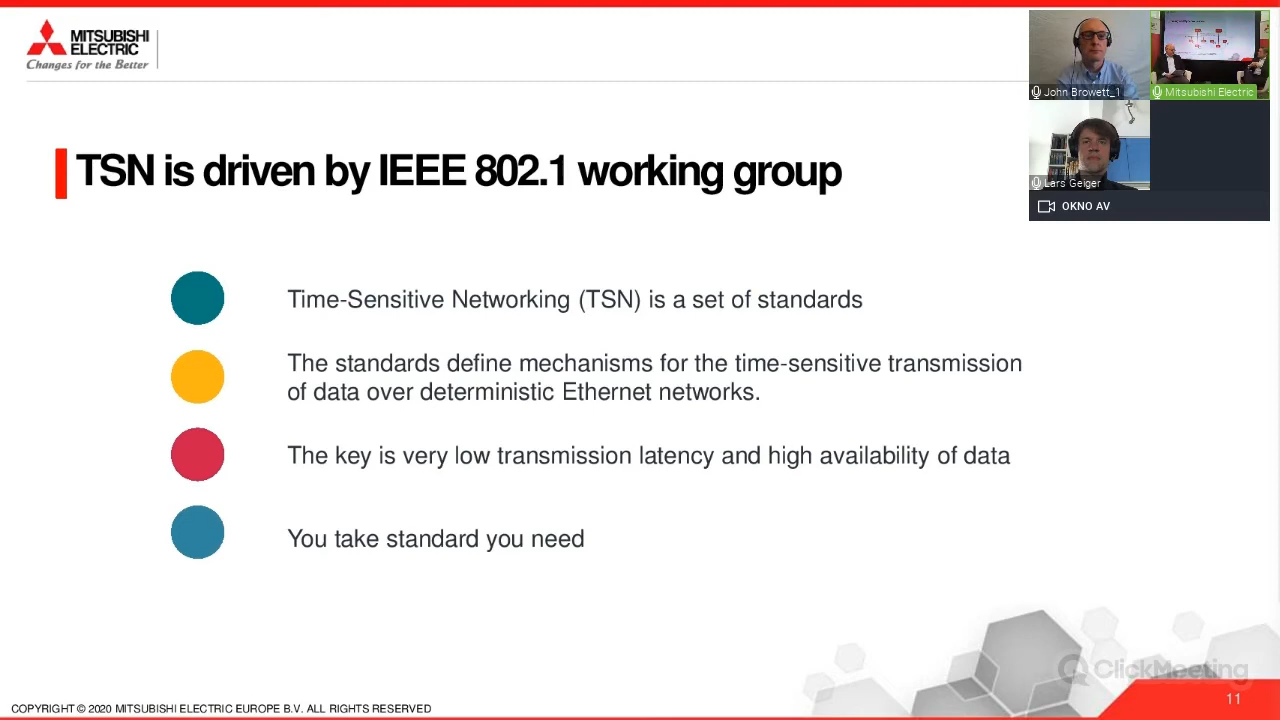 MITSUBISHI
ELECTRIC
Changes for the Better
John Browett_1
Mitsubishi Electric
Lars Geiger
OKNO AV
TSN is driven by IEEE 802.1 working group
Time-Sensitive Networking (TSN) is a set of standards
The standards define mechanisms for the time-sensitive transmission
of data over deterministic Ethernet networks.
The key is very low transmission latency and high availability of data
You take standard you need
ClickMeeting
11
COPYRIGHT © 2020 MITSUBISHI ELECTRIC EUROPE B.V. ALL RIGHTS RESERVED